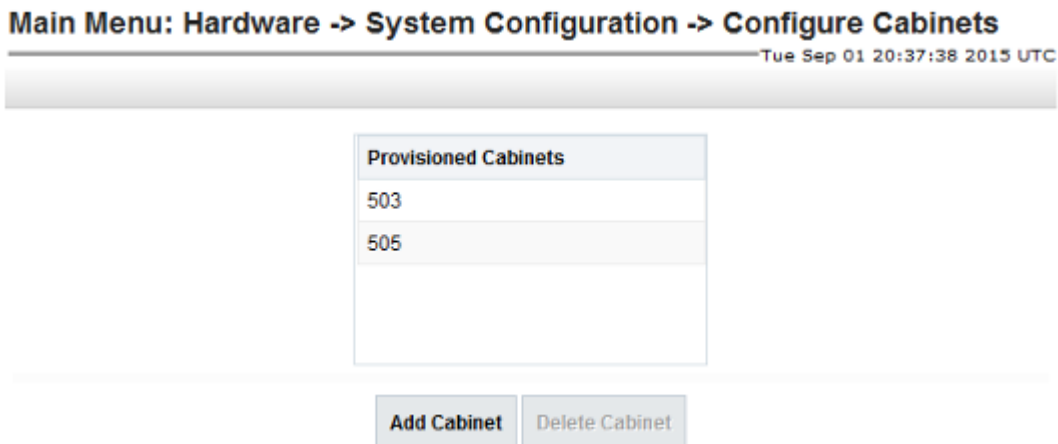 Main Menu: Hardware -> System Configuration -> Configure Cabinets
Tue Sep 01 20:37:38 2015 UTC
Provisioned Cabinets
503
505
Add Cabinet
Delete Cabinet